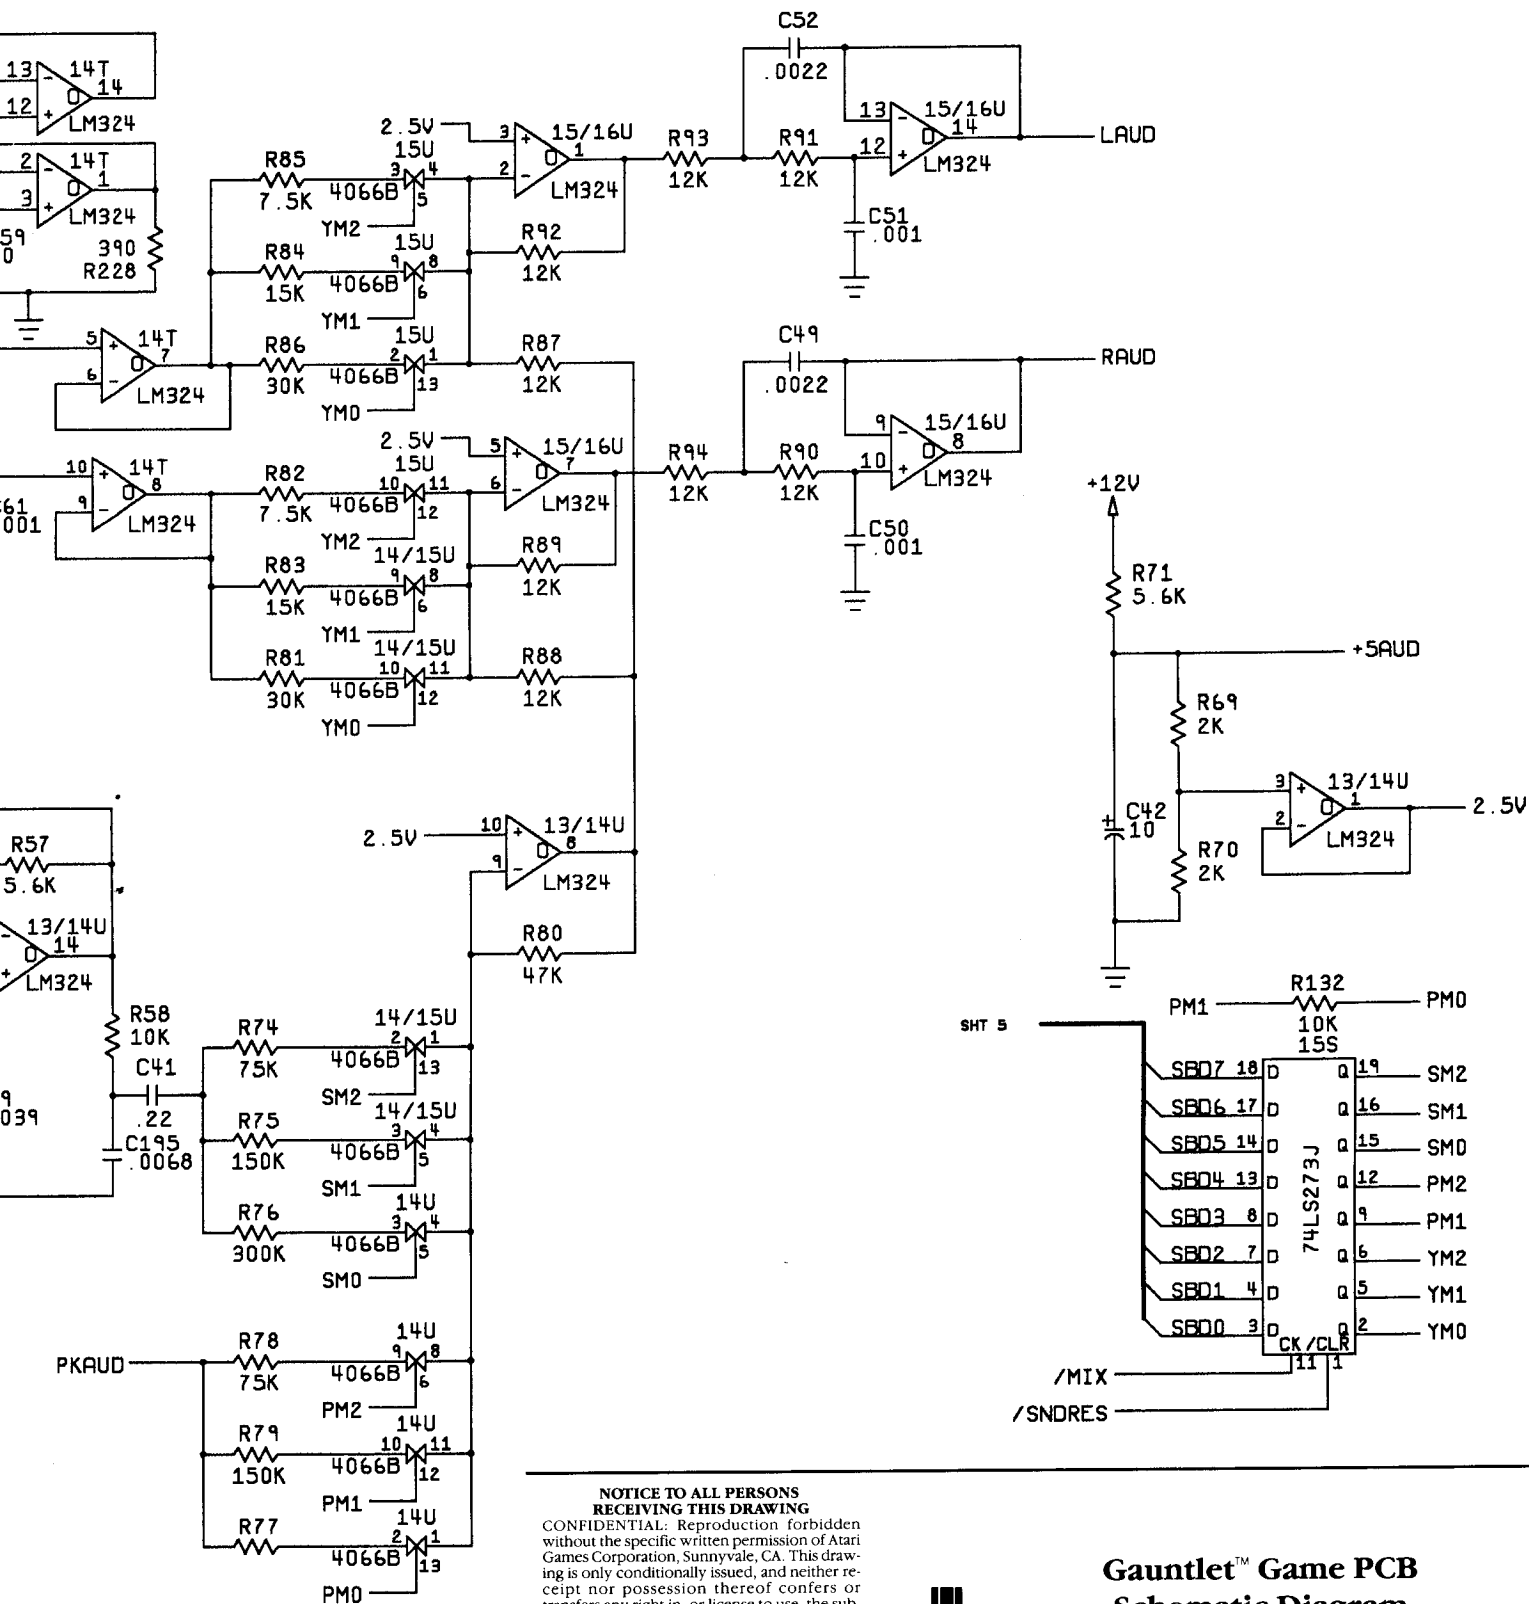 C52
.0022
13
12
14T
14
LM324
2
3
14T
1
LM324
59
0
390
R228
R85
7.5K
2.5V
15U
3
4
4066B
5
YM2
3
2
15/16U
1
LM324
R93
12K
R91
12K
13
12
15/16U
14
LM324
LAUD
C51
.001
R84
15K
15U
9
8
4066B
6
YM1
R92
12K
5
6
14T
7
LM324
R86
30K
15U
2
1
4066B
13
YM0
R87
12K
C49
.0022
RAUD
10
9
14T
8
LM324
61
001
R82
7.5K
2.5V
15U
10
11
4066B
12
YM2
5
6
15/16U
7
LM324
R94
12K
R90
12K
9
10
15/16U
8
LM324
C50
.001
R83
15K
14/15U
9
8
4066B
6
YM1
R89
12K
R81
30K
14/15U
10
11
4066B
12
YM0
R88
12K
+12V
R71
5.6K
+5AUD
R69
2K
C42
10
R70
2K
3
2
13/14U
1
LM324
2.5V
R57
5.6K
13/14U
14
LM324
2.5V
10
9
13/14U
8
LM324
R80
47K
R58
10K
C41
.22
C195
.0068
9
039
R74
75K
14/15U
2
1
4066B
13
SM2
R75
150K
14/15U
3
4
4066B
5
SM1
R76
300K
14U
3
4
4066B
5
SM0
PKAUD
R78
75K
14U
9
8
4066B
6
PM2
R79
150K
14U
10
11
4066B
12
PM1
R77
14U
2
1
4066B
13
PM0
PM1
R132
10K
PM0
SHT 5
15S
74LS273J
SBD7 18 D Q 19 SM2
SBD6 17 D Q 16 SM1
SBD5 14 D Q 15 SM0
SBD4 13 D Q 12 PM2
SBD3 8 D Q 9 PM1
SBD2 7 D Q 6 YM2
SBD1 4 D Q 5 YM1
SBD0 3 D Q 2 YM0
CK /CLR
11 1
/MIX
/SNDRES
NOTICE TO ALL PERSONS
RECEIVING THIS DRAWING
CONFIDENTIAL: Reproduction forbidden
without the specific written permission of Atari
Games Corporation, Sunnyvale, CA. This draw-
ing is only conditionally issued, and neither re-
ceipt nor possession thereof confers or
transfers any right in, or license to use, the sub-
Gauntlet™ Game PCB
Schematic Diagram